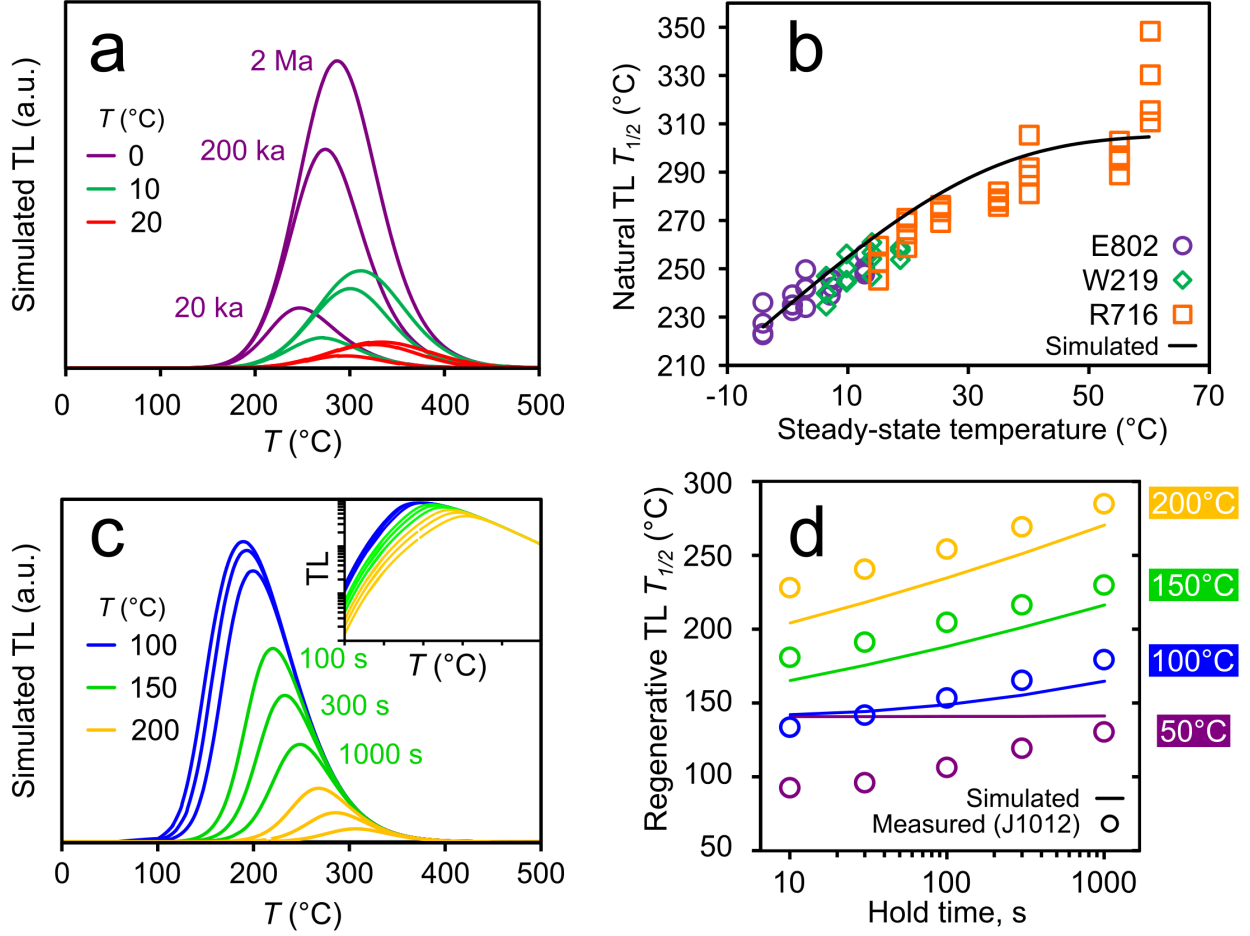 a
Simulated TL (a.u.)
T (°C)
0
10
20
2 Ma
200 ka
20 ka
0 100 200 300 400 500
T (°C)
b
Natural TL T1/2 (°C)
350
330
310
290
270
250
230
210
E802
W219
R716
Simulated
-10 10 30 50 70
Steady-state temperature (°C)
c
Simulated TL (a.u.)
T (°C)
100
150
200
TL
T (°C)
100 s
300 s
1000 s
0 100 200 300 400 500
T (°C)
d
Regenerative TL T1/2 (°C)
300
250
200
150
100
50
200°C
150°C
100°C
50°C
Simulated
Measured (J1012)
10 100 1000
Hold time, s